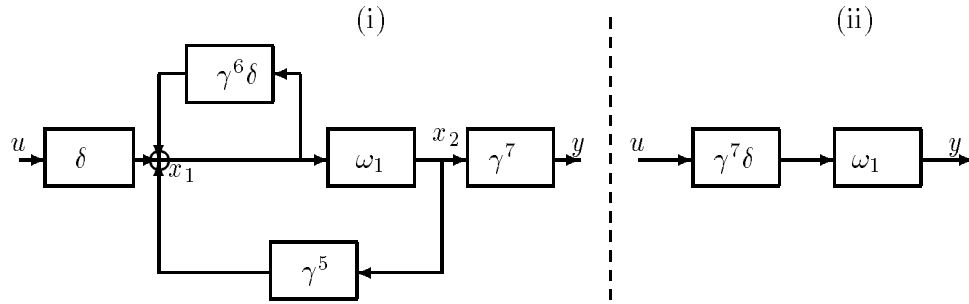 (i) (ii)
γ⁶δ
u δ x₁ ω₁ x₂ γ⁷ y
γ⁵
u γ⁷δ ω₁ y